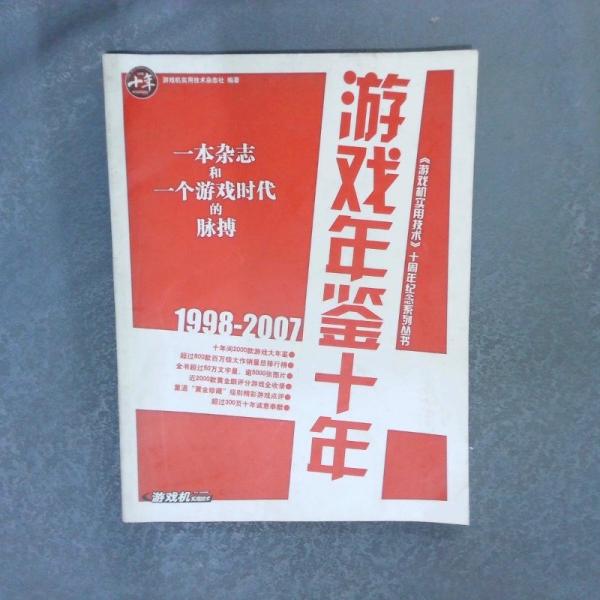 十年
游戏机实用技术杂志社 编著
一本杂志
和
一个游戏时代
的
脉搏
游戏年鉴十年
《游戏机实用技术》十周年纪念系列丛书
1998-2007
十年间2000款游戏大年鉴
超过800款百万级大作销量总排行榜
全书超过50万文字量,逾5000张图片
近2000款黄金眼评分游戏全收录
重温“黄金珍藏”级别精彩游戏点评
超过300页十年诚意奉献
游戏机
实用技术